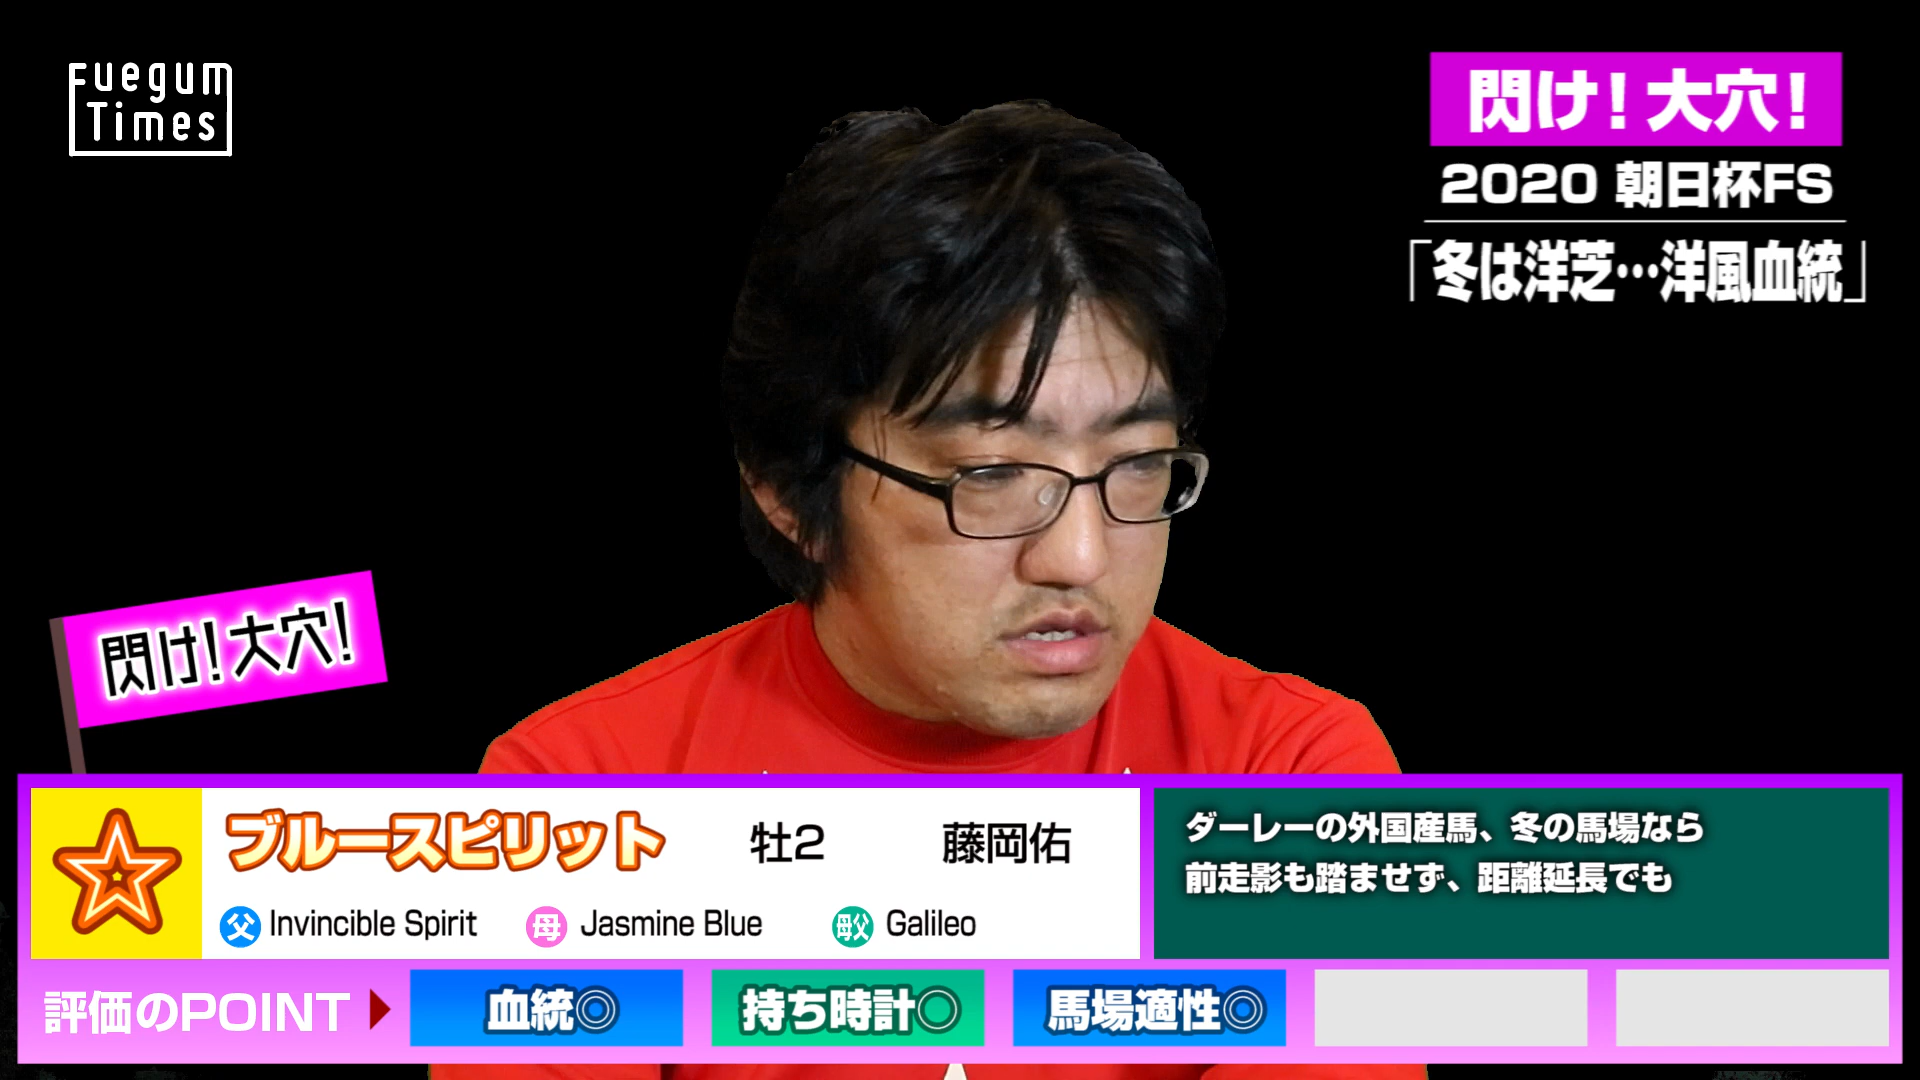 Fuegum
Times
閃け！大穴！
2020 朝日杯FS
「冬は洋芝…洋風血統」
閃け！大穴！
ブルースピリット 牡2 藤岡佑
父 Invincible Spirit 母 Jasmine Blue 母父 Galileo
ダーレーの外国産馬、冬の馬場なら
前走影も踏ませず、距離延長でも
評価のPOINT 血統◎ 持ち時計○ 馬場適性◎